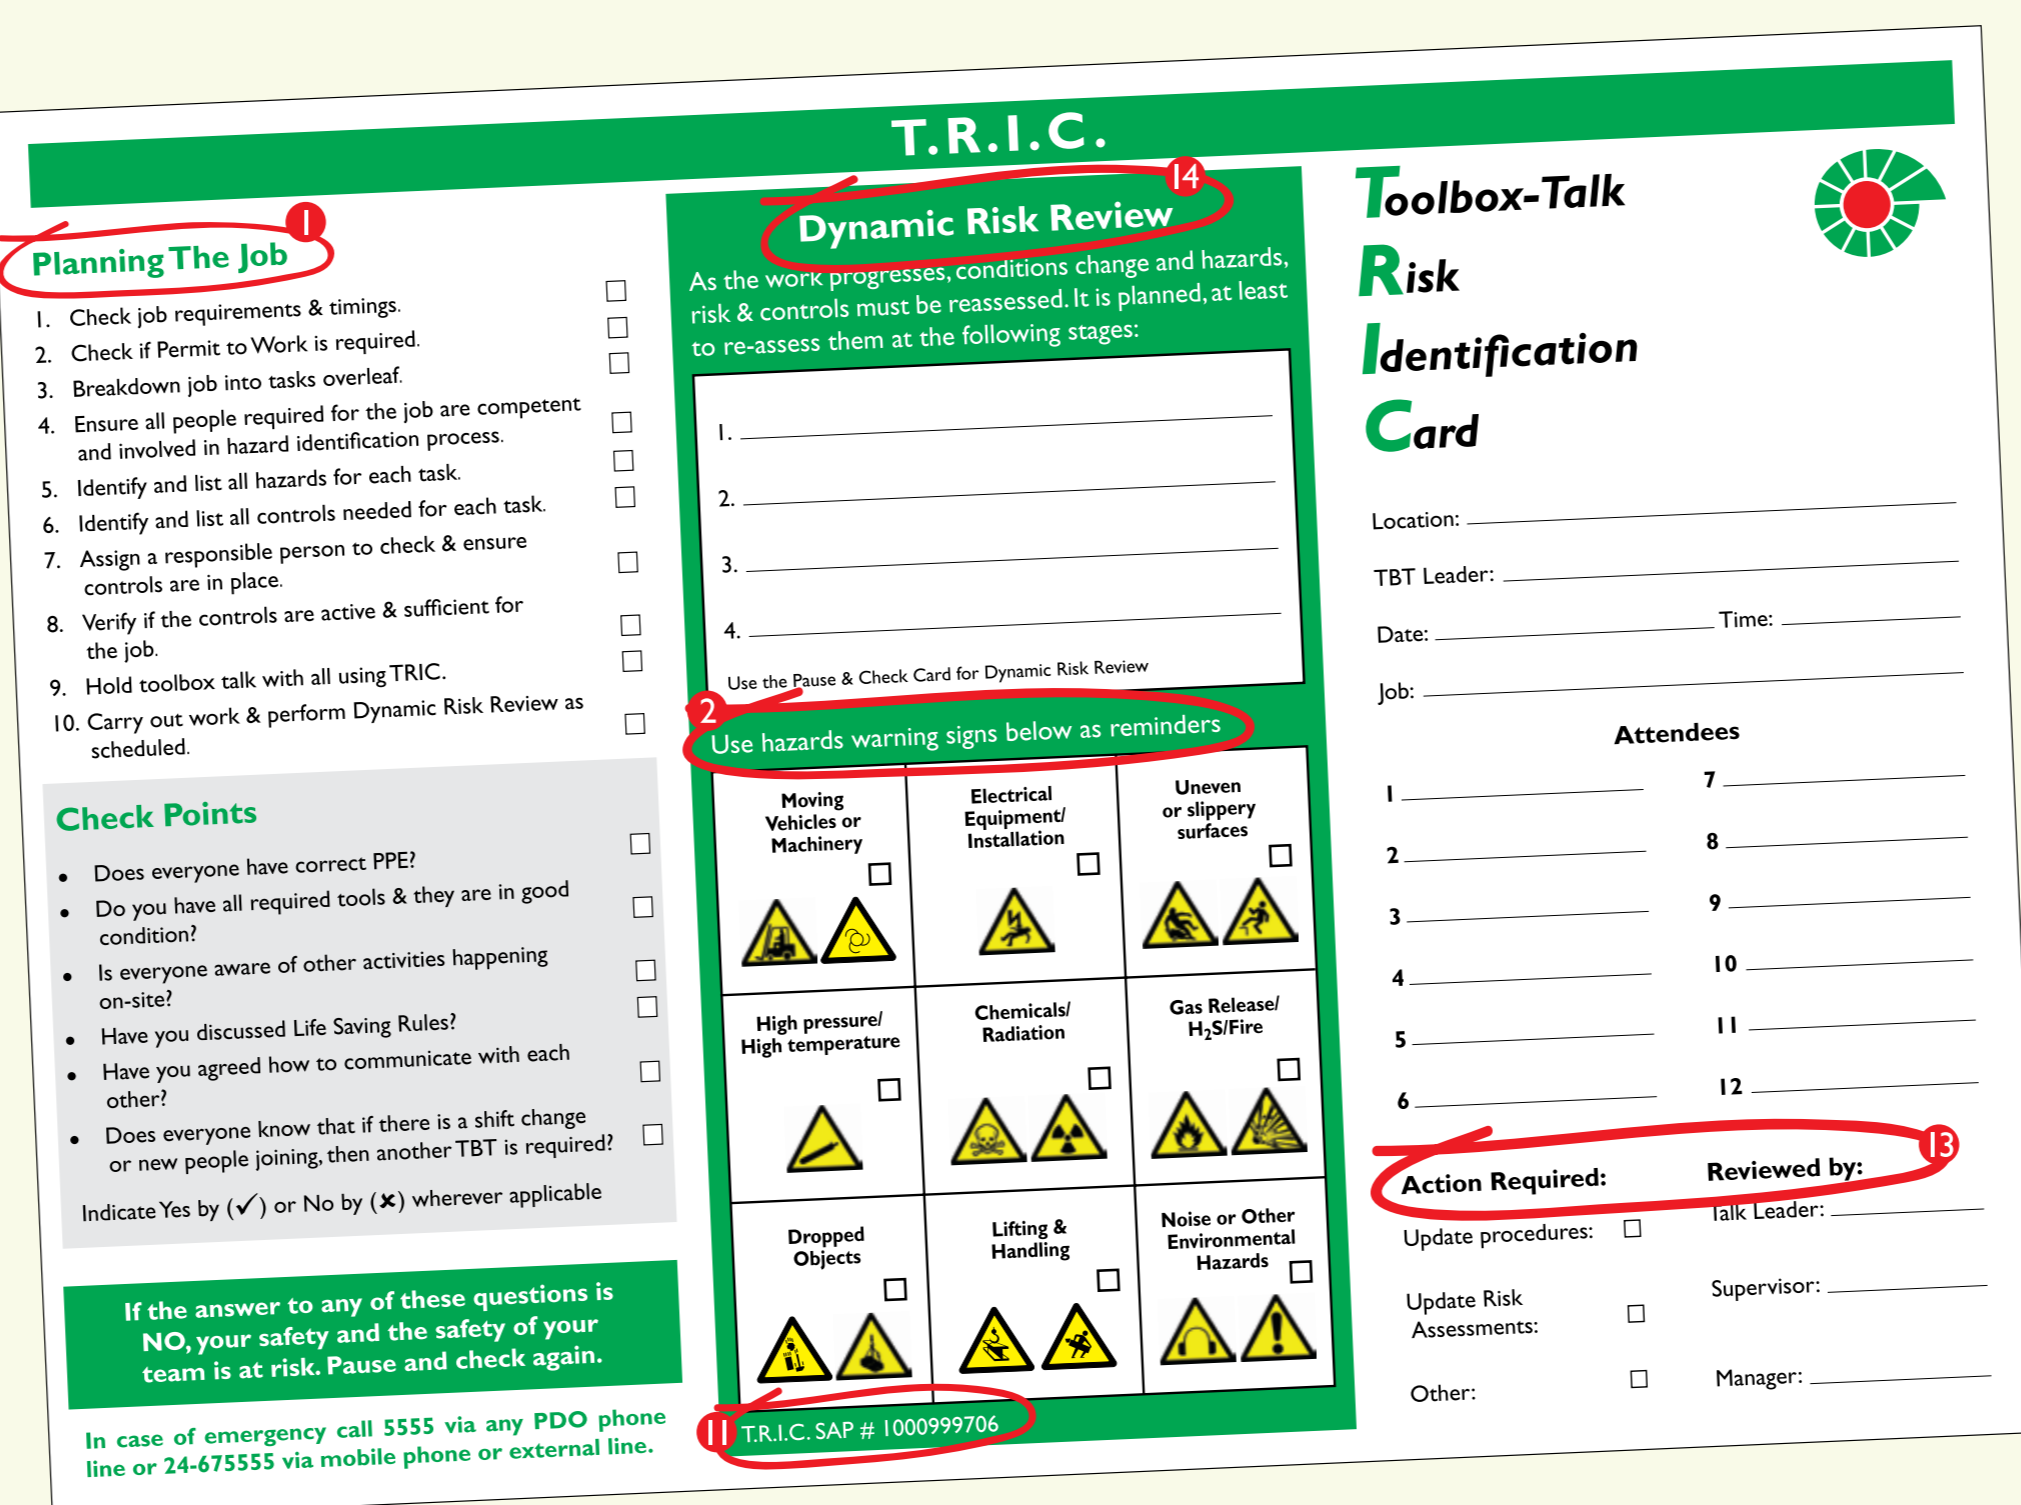 T.R.I.C.
1
Planning The Job
1. Check job requirements & timings.
2. Check if Permit to Work is required.
3. Breakdown job into tasks overleaf.
4. Ensure all people required for the job are competent
and involved in hazard identification process.
5. Identify and list all hazards for each task.
6. Identify and list all controls needed for each task.
7. Assign a responsible person to check & ensure
controls are in place.
8. Verify if the controls are active & sufficient for
the job.
9. Hold toolbox talk with all using TRIC.
10. Carry out work & perform Dynamic Risk Review as
scheduled.
Check Points
• Does everyone have correct PPE?
• Do you have all required tools & they are in good
condition?
• Is everyone aware of other activities happening
on-site?
• Have you discussed Life Saving Rules?
• Have you agreed how to communicate with each
other?
• Does everyone know that if there is a shift change
or new people joining, then another TBT is required?
Indicate Yes by (✓) or No by (✘) wherever applicable
If the answer to any of these questions is
NO, your safety and the safety of your
team is at risk. Pause and check again.
In case of emergency call 5555 via any PDO phone
line or 24-675555 via mobile phone or external line.
14
Dynamic Risk Review
As the work progresses, conditions change and hazards,
risk & controls must be reassessed. It is planned, at least
to re-assess them at the following stages:
1.
2.
3.
4.
Use the Pause & Check Card for Dynamic Risk Review
2
Use hazards warning signs below as reminders
Moving
Vehicles or
Machinery
Electrical
Equipment/
Installation
Uneven
or slippery
surfaces
High pressure/
High temperature
Chemicals/
Radiation
Gas Release/
H₂S/Fire
Dropped
Objects
Lifting &
Handling
Noise or Other
Environmental
Hazards
11
T.R.I.C. SAP # 1000999706
Toolbox-Talk
Risk
Identification
Card
Location:
TBT Leader:
Date: Time:
Job:
Attendees
1 7
2 8
3 9
4 10
5 11
6 12
13
Action Required: Reviewed by:
Update procedures: Talk Leader:
Update Risk
Assessments:
Supervisor:
Other: Manager: